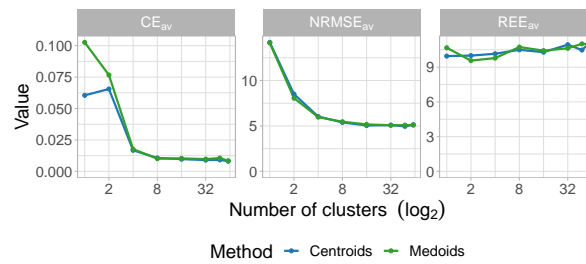 CE_av NRMSE_av REE_av
Value
0.100
0.075
0.050
0.025
0.000
10
5
0
9
6
3
0
2 8 32 2 8 32 2 8 32
Number of clusters (log_2)
Method Centroids Medoids